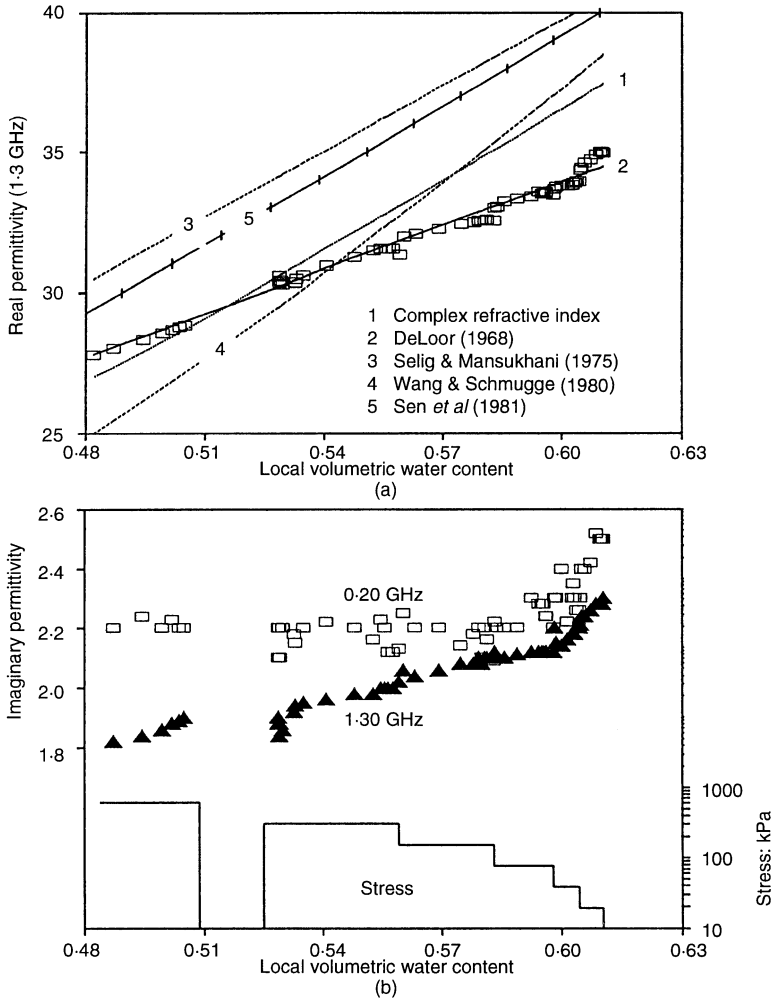 40
35
30
25
Real permittivity (1·3 GHz)
1
2
3
5
4
1 Complex refractive index
2 DeLoor (1968)
3 Selig & Mansukhani (1975)
4 Wang & Schmugge (1980)
5 Sen et al (1981)
0·48 0·51 0·54 0·57 0·60 0·63
Local volumetric water content
(a)
2·6
2·4
2·2
2·0
1·8
Imaginary permittivity
0·20 GHz
1·30 GHz
Stress
1000
100
10
Stress: kPa
0·48 0·51 0·54 0·57 0·60 0·63
Local volumetric water content
(b)